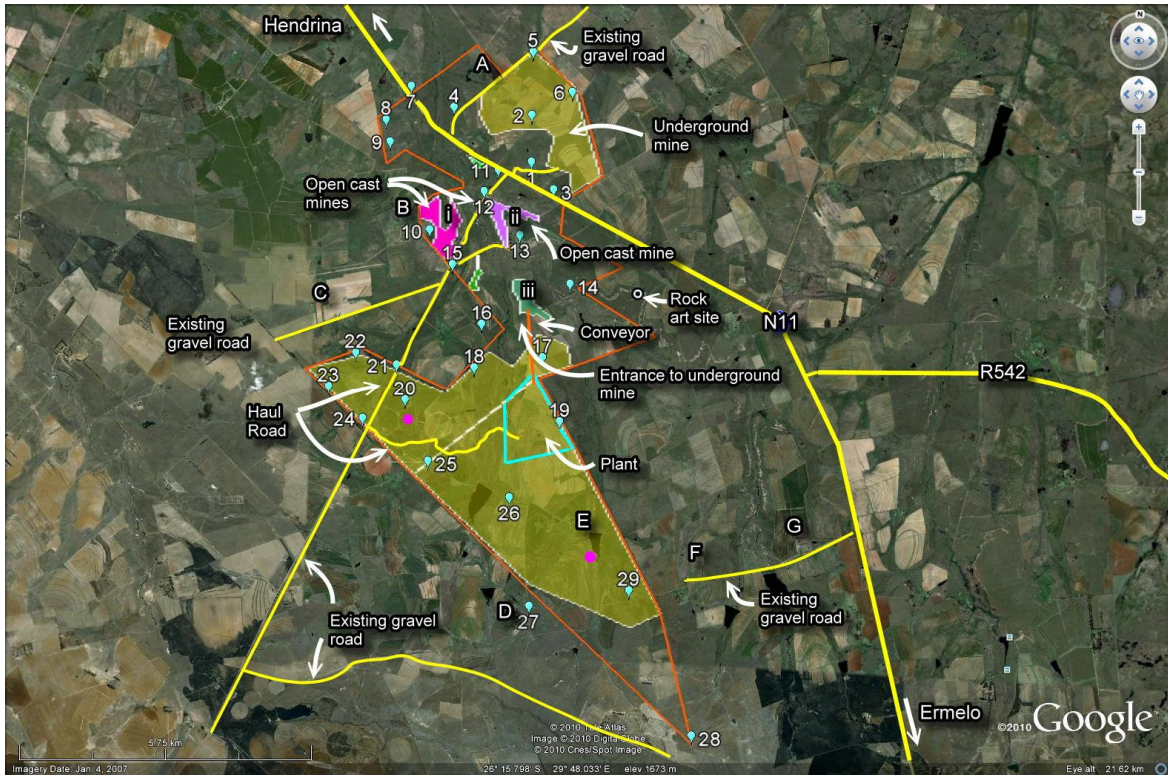 Hendrina
Existing
gravel road
A
5
6
7
4
2
8
9
Underground
mine
11
1
3
Open cast
mines
12
B
i
ii
10
13
Open cast mine
15
14
C
iii
Rock
art site
16
Conveyor
N11
Existing
gravel road
22
21
18
17
Entrance to underground
mine
R542
23
20
Haul
Road
24
19
25
Plant
26
E
G
F
29
Existing
gravel road
D
27
Existing gravel
road
28
Ermelo
© 2010 Tele Atlas
Image © 2010 DigitalGlobe
© 2010 Cnes/Spot Image
©2010 Google
5.75 km
Imagery Date: Jan 4, 2007
26° 15.798' S 29° 48.033' E elev 1673 m
Eye alt 21.62 km
N